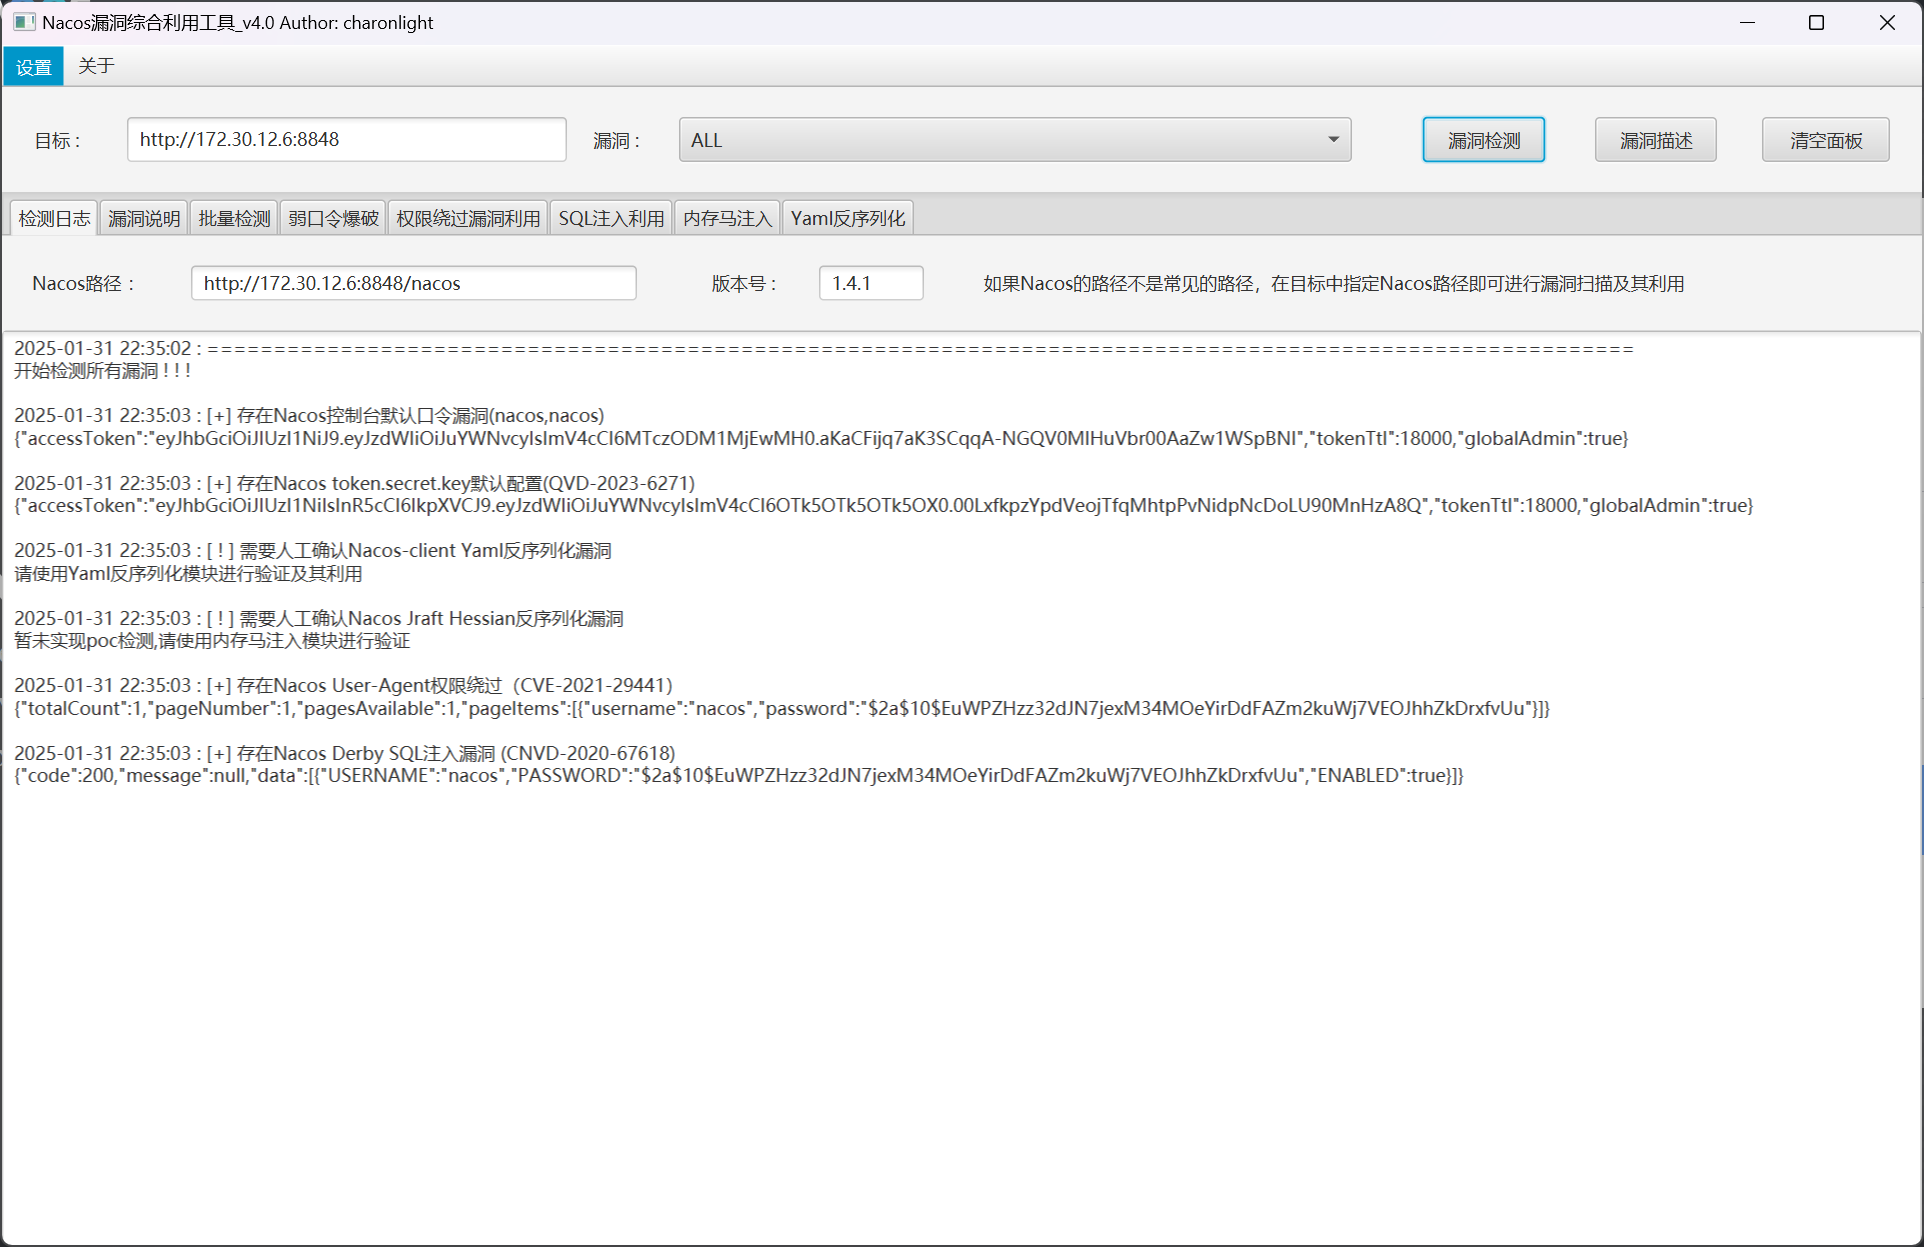 Nacos漏洞综合利用工具_v4.0 Author: charonlight
设置 关于
目标： http://172.30.12.6:8848 漏洞： ALL 漏洞检测 漏洞描述 清空面板
检测日志 漏洞说明 批量检测 弱口令爆破 权限绕过漏洞利用 SQL注入利用 内存马注入 Yaml反序列化
Nacos路径： http://172.30.12.6:8848/nacos 版本号： 1.4.1 如果Nacos的路径不是常见的路径，在目标中指定Nacos路径即可进行漏洞扫描及其利用
2025-01-31 22:35:02 : ==========================================================================================================
开始检测所有漏洞 ! ! !
2025-01-31 22:35:03 : [+] 存在Nacos控制台默认口令漏洞(nacos,nacos)
{"accessToken":"eyJhbGciOiJIUzI1NiJ9.eyJzdWIiOiJuYWNvcyIsImV4cCI6MTczODM1MjEwMH0.aKaCFijq7aK3SCqqA-NGQV0MIHuVbr00AaZw1WSpBNI","tokenTtl":18000,"globalAdmin":true}
2025-01-31 22:35:03 : [+] 存在Nacos token.secret.key默认配置(QVD-2023-6271)
{"accessToken":"eyJhbGciOiJIUzI1NiIsInR5cCI6IkpXVCJ9.eyJzdWIiOiJuYWNvcyIsImV4cCI6OTk5OTk5OTk5OX0.00LxfkpzYpdVeojTfqMhtpPvNidpNcDoLU90MnHzA8Q","tokenTtl":18000,"globalAdmin":true}
2025-01-31 22:35:03 : [ ! ] 需要人工确认Nacos-client Yaml反序列化漏洞
请使用Yaml反序列化模块进行验证及其利用
2025-01-31 22:35:03 : [ ! ] 需要人工确认Nacos Jraft Hessian反序列化漏洞
暂未实现poc检测,请使用内存马注入模块进行验证
2025-01-31 22:35:03 : [+] 存在Nacos User-Agent权限绕过（CVE-2021-29441）
{"totalCount":1,"pageNumber":1,"pagesAvailable":1,"pageItems":[{"username":"nacos","password":"$2a$10$EuWPZHzz32dJN7jexM34MOeYirDdFAZm2kuWj7VEOJhhZkDrxfvUu"}]}
2025-01-31 22:35:03 : [+] 存在Nacos Derby SQL注入漏洞 (CNVD-2020-67618)
{"code":200,"message":null,"data":[{"USERNAME":"nacos","PASSWORD":"$2a$10$EuWPZHzz32dJN7jexM34MOeYirDdFAZm2kuWj7VEOJhhZkDrxfvUu","ENABLED":true}]}